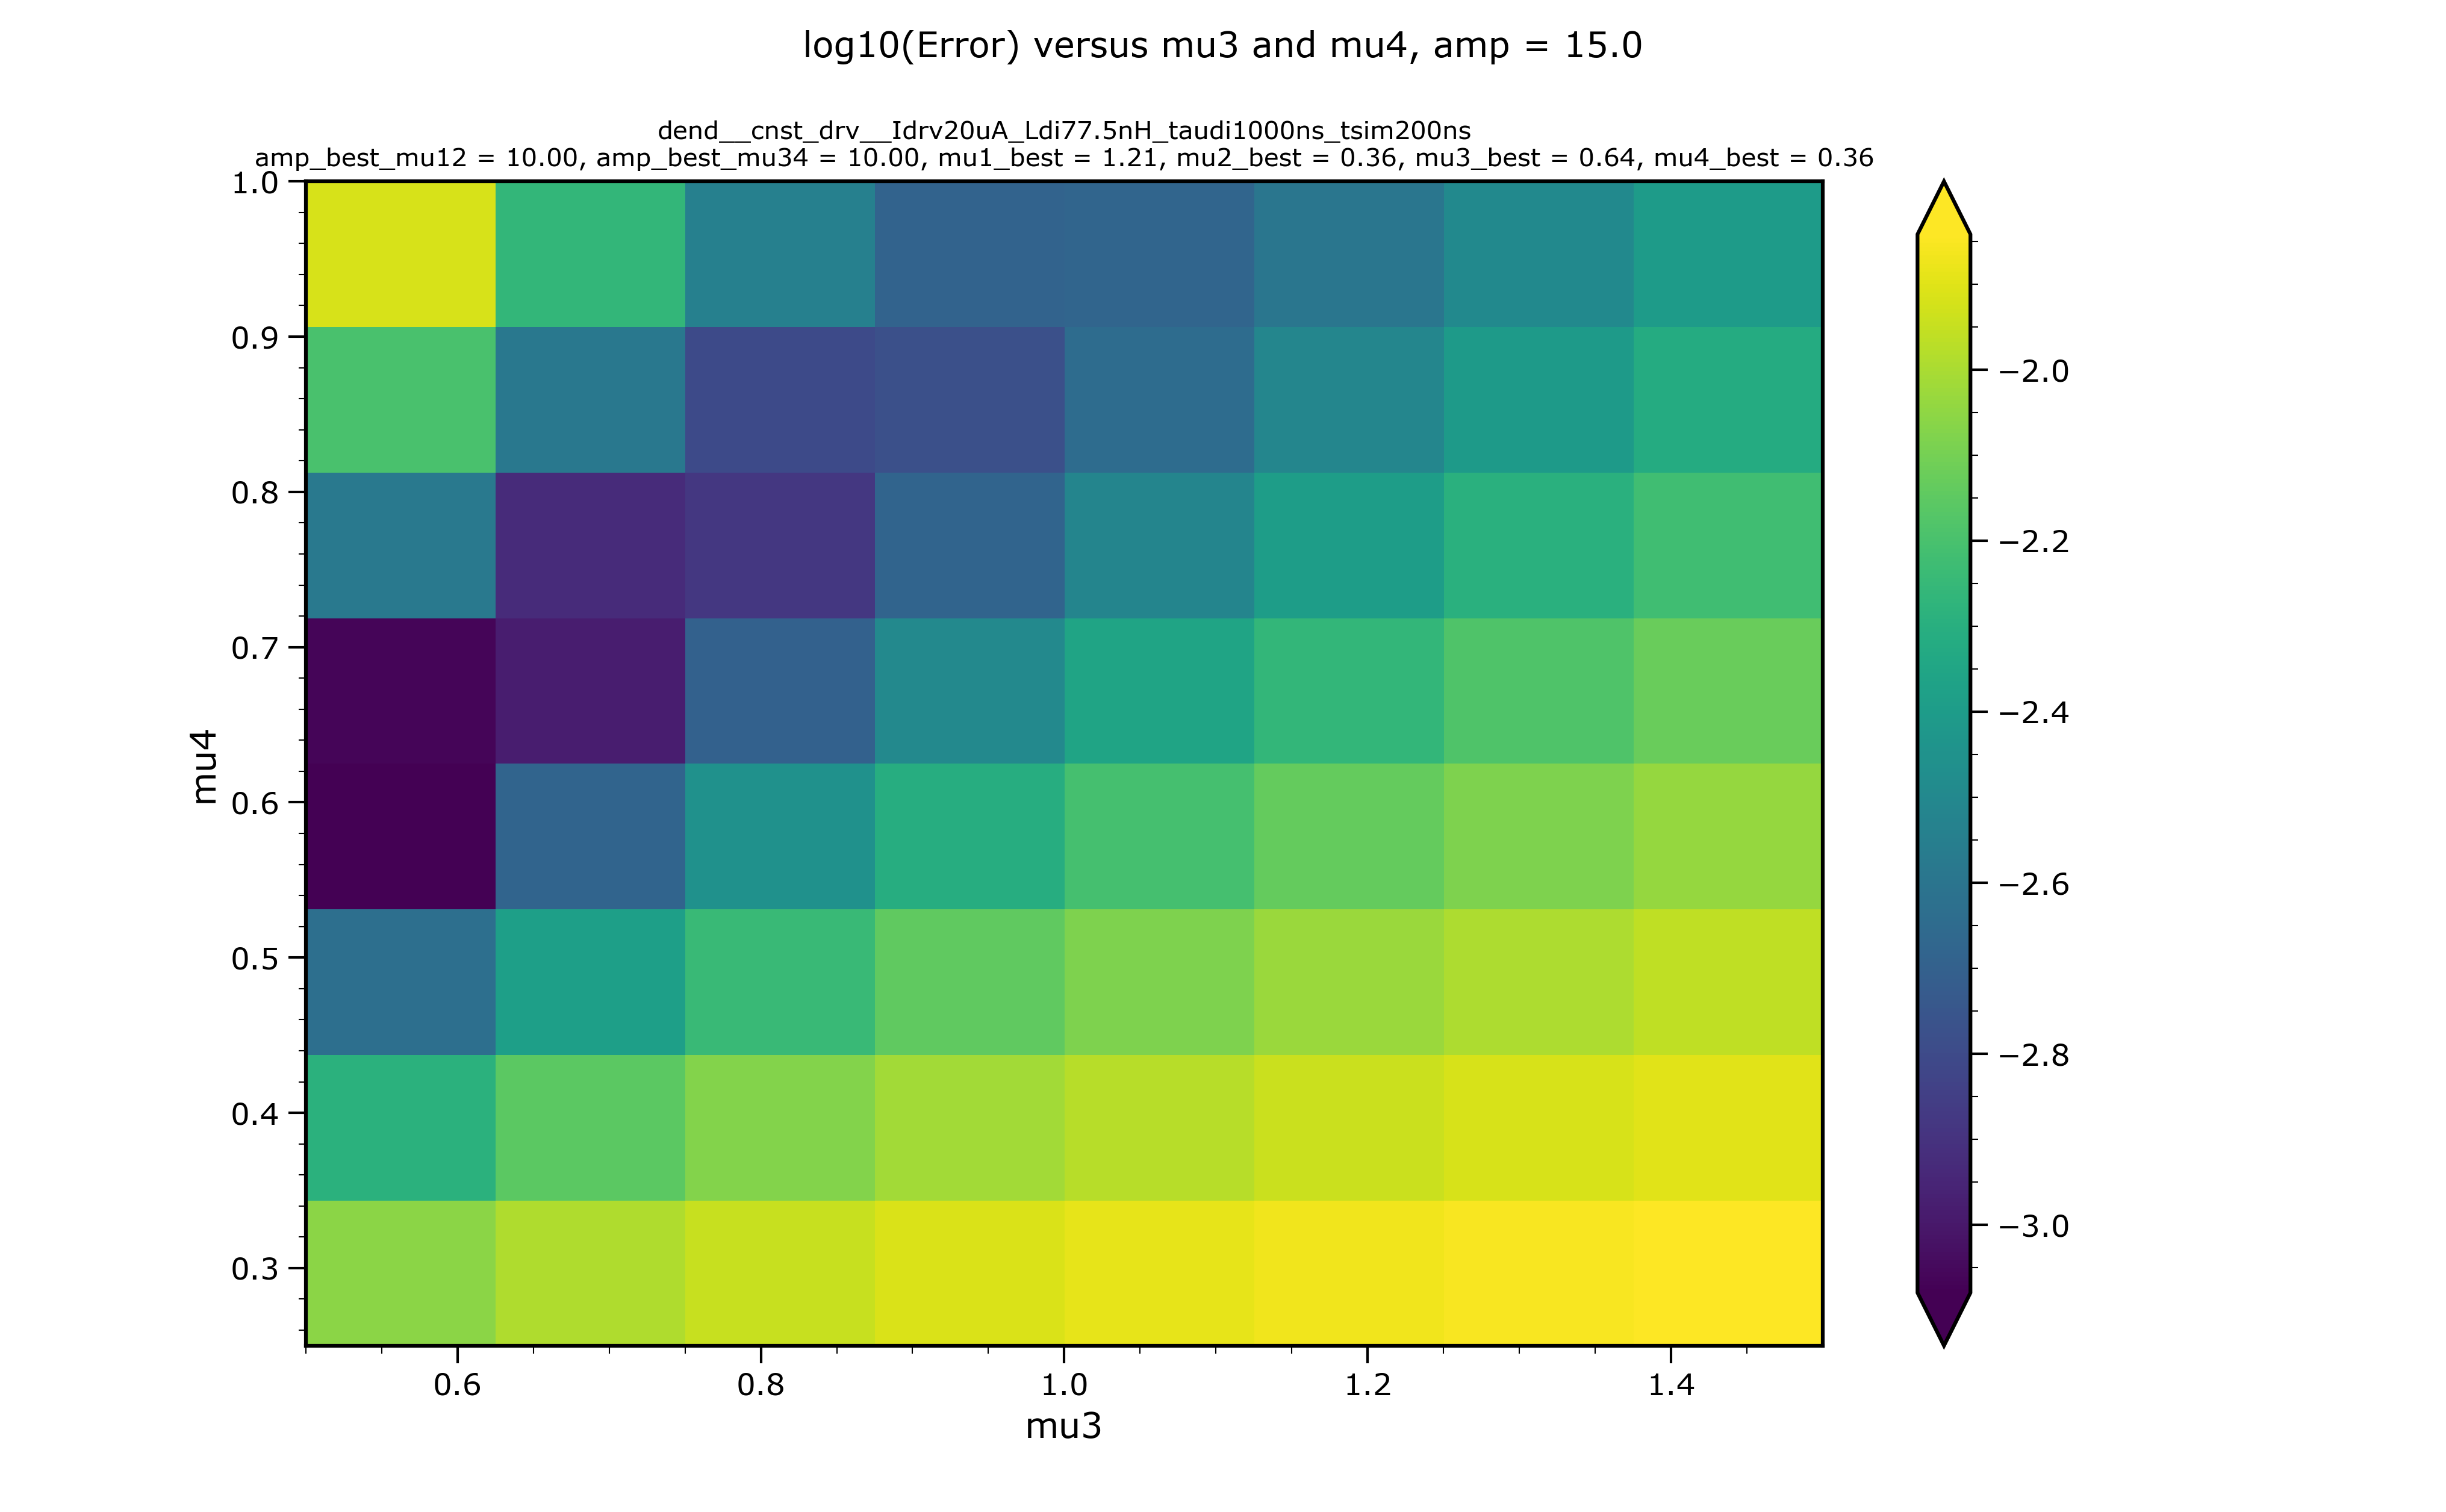 log10(Error) versus mu3 and mu4, amp = 15.0
dend__cnst_drv__Idrv20uA_Ldi77.5nH_taudi1000ns_tsim200ns
amp_best_mu12 = 10.00, amp_best_mu34 = 10.00, mu1_best = 1.21, mu2_best = 0.36, mu3_best = 0.64, mu4_best = 0.36
1.0
0.9
0.8
0.7
0.6
0.5
0.4
0.3
mu4
0.6 0.8 1.0 1.2 1.4
mu3
−2.0
−2.2
−2.4
−2.6
−2.8
−3.0